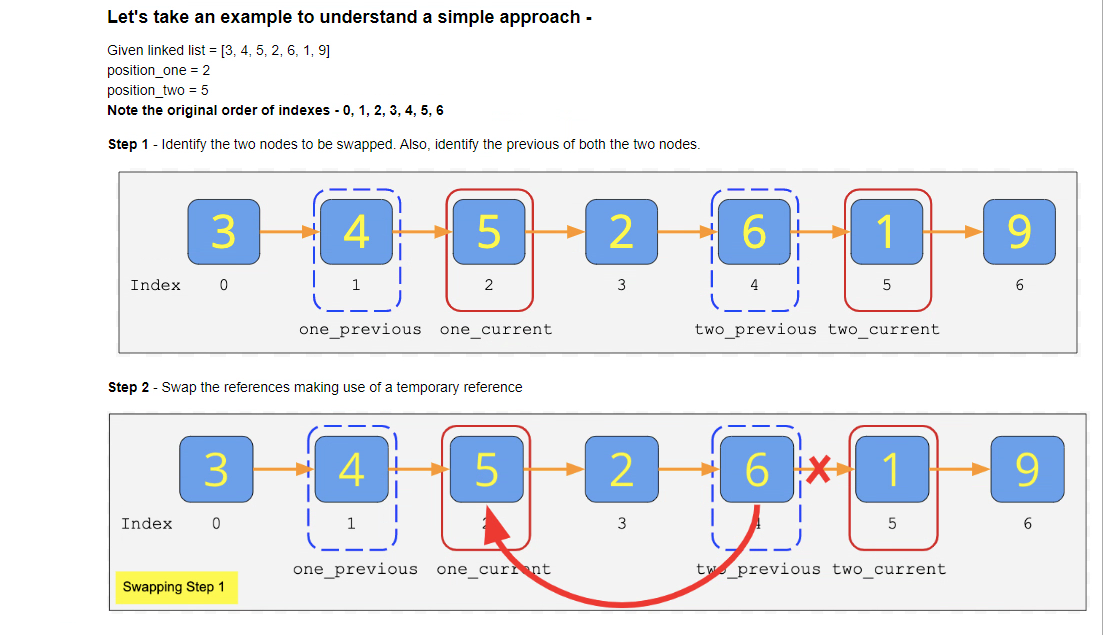 Let's take an example to understand a simple approach -
Given linked list = [3, 4, 5, 2, 6, 1, 9]
position_one = 2
position_two = 5
Note the original order of indexes - 0, 1, 2, 3, 4, 5, 6
Step 1 - Identify the two nodes to be swapped. Also, identify the previous of both the two nodes.
3 4 5 2 6 1 9
Index 0 1 2 3 4 5 6
one_previous one_current two_previous two_current
Step 2 - Swap the references making use of a temporary reference
3 4 5 2 6 1 9
Index 0 1 2 3 4 5 6
one_previous one_current two_previous two_current
Swapping Step 1